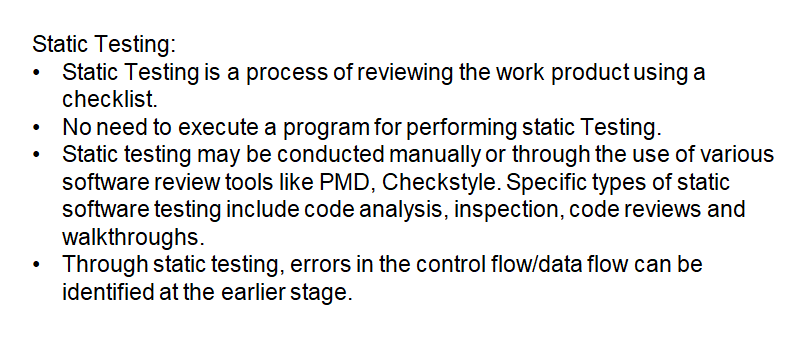 Static Testing:
• Static Testing is a process of reviewing the work product using a
checklist.
• No need to execute a program for performing static Testing.
• Static testing may be conducted manually or through the use of various
software review tools like PMD, Checkstyle. Specific types of static
software testing include code analysis, inspection, code reviews and
walkthroughs.
• Through static testing, errors in the control flow/data flow can be
identified at the earlier stage.